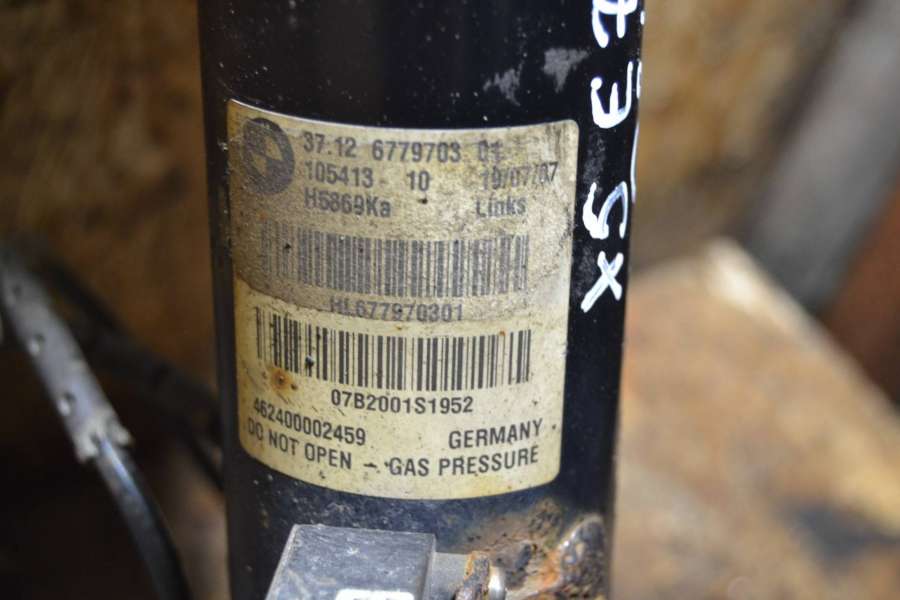 37.12 6779703 01
105413 10 19/07/07
H5869Ka Links
HL677970301
07B2001S1952
462400002459 GERMANY
DO NOT OPEN - GAS PRESSURE
X5 E7